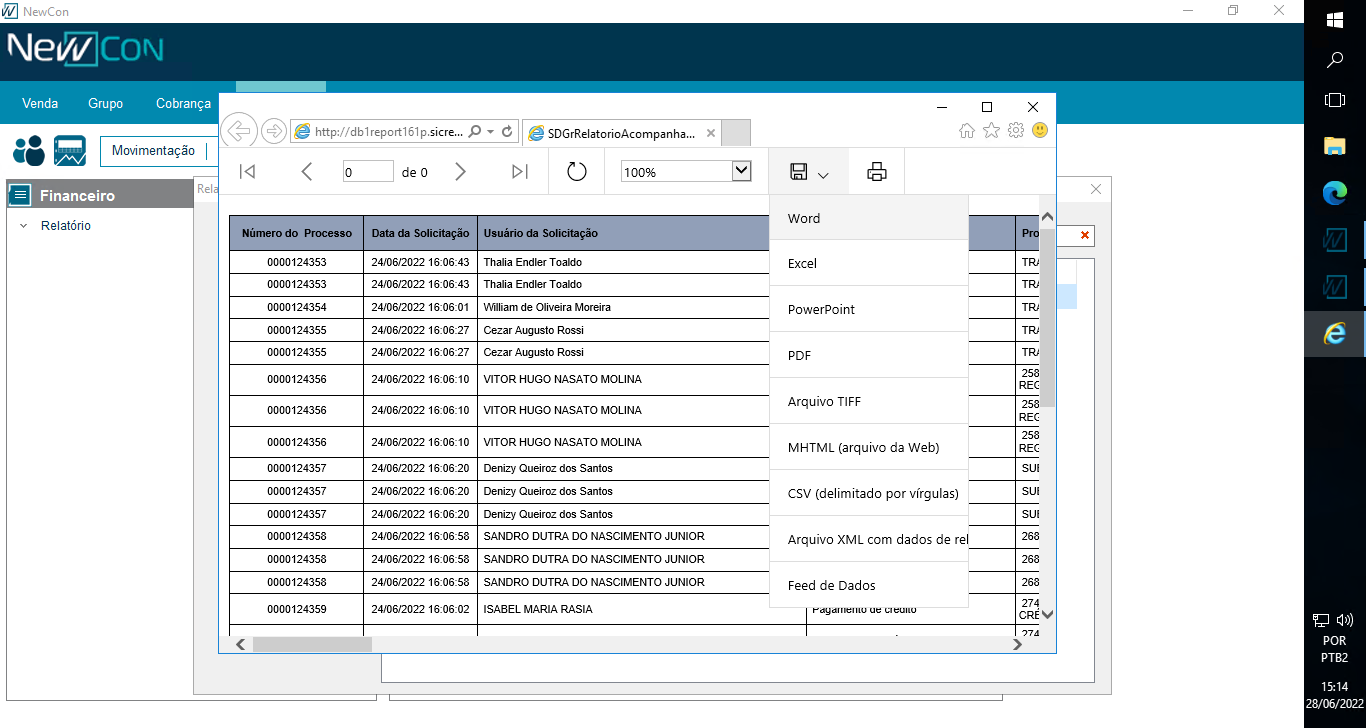 NewCon
NewCon
Venda Grupo Cobrança
Movimentação
Financeiro
Relatório
Rela
http://db1report161p.sicre...
SDGrRelatorioAcompanha...
0 de 0
100%
Word
Excel
PowerPoint
PDF
Arquivo TIFF
MHTML (arquivo da Web)
CSV (delimitado por vírgulas)
Arquivo XML com dados de rel
Feed de Dados
Número do Processo Data da Solicitação Usuário da Solicitação Pro
0000124353 24/06/2022 16:06:43 Thalia Endler Toaldo TRA
0000124353 24/06/2022 16:06:43 Thalia Endler Toaldo TRA
0000124354 24/06/2022 16:06:01 William de Oliveira Moreira TRA
0000124355 24/06/2022 16:06:27 Cezar Augusto Rossi TRA
0000124355 24/06/2022 16:06:27 Cezar Augusto Rossi TRA
0000124356 24/06/2022 16:06:10 VITOR HUGO NASATO MOLINA 258
REG
0000124356 24/06/2022 16:06:10 VITOR HUGO NASATO MOLINA 258
REG
0000124356 24/06/2022 16:06:10 VITOR HUGO NASATO MOLINA 258
REG
0000124357 24/06/2022 16:06:20 Denizy Queiroz dos Santos SUB
0000124357 24/06/2022 16:06:20 Denizy Queiroz dos Santos SUB
0000124357 24/06/2022 16:06:20 Denizy Queiroz dos Santos SUB
0000124358 24/06/2022 16:06:58 SANDRO DUTRA DO NASCIMENTO JUNIOR 268
0000124358 24/06/2022 16:06:58 SANDRO DUTRA DO NASCIMENTO JUNIOR 268
0000124358 24/06/2022 16:06:58 SANDRO DUTRA DO NASCIMENTO JUNIOR 268
0000124359 24/06/2022 16:06:02 ISABEL MARIA RASIA Pagamento de crédito 274
CRÉ
274
POR
PTB2
15:14
28/06/2022